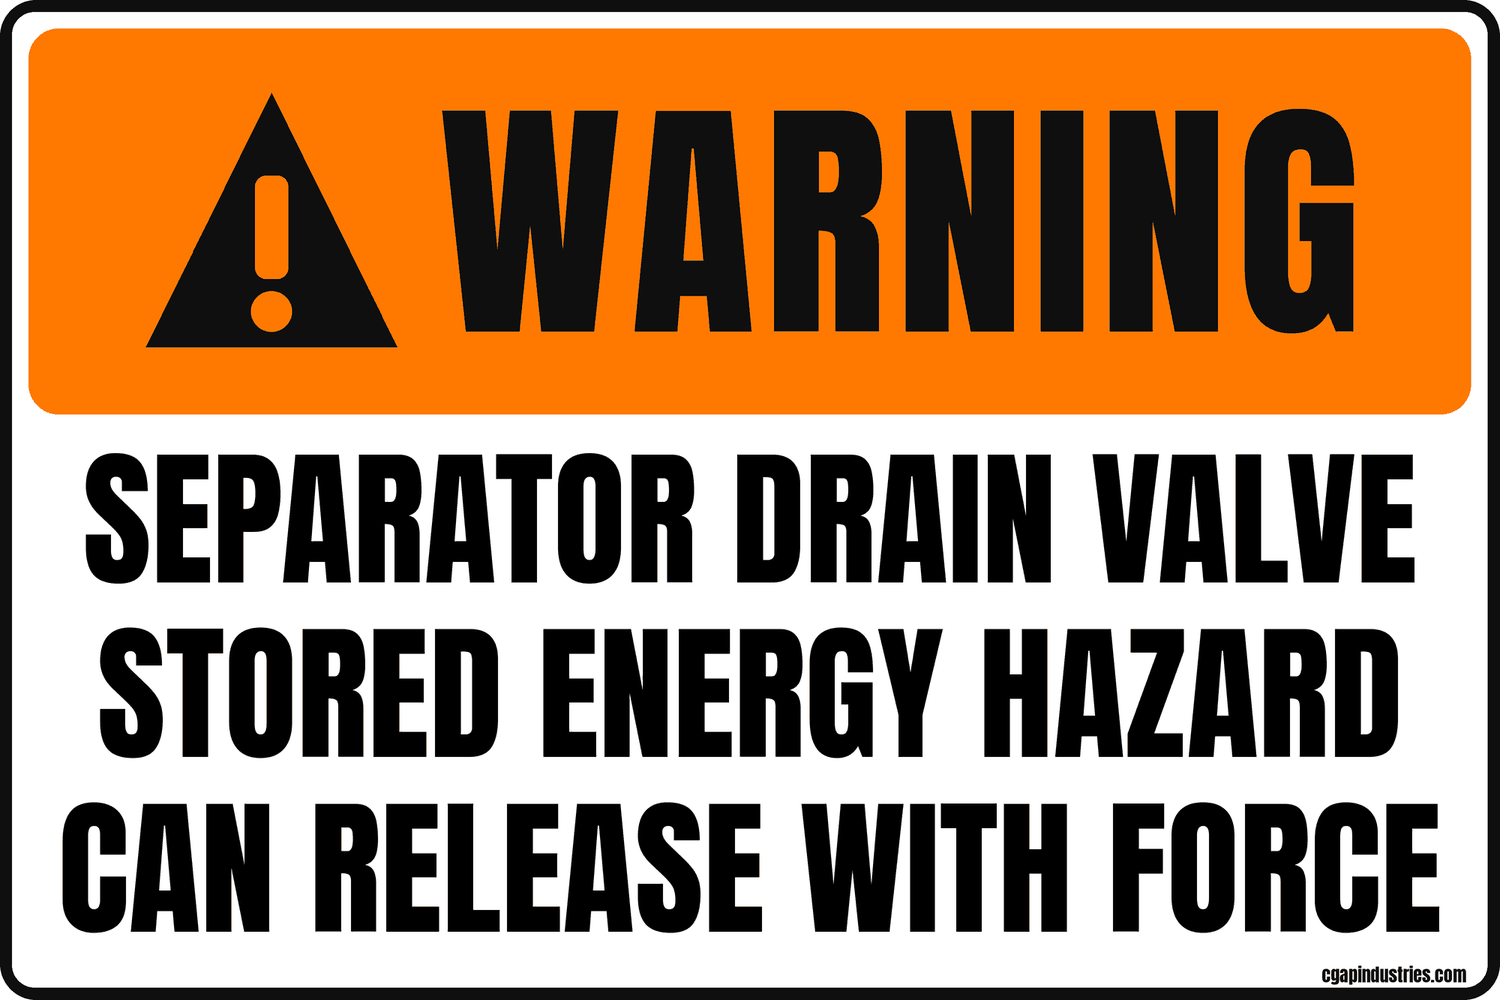 WARNING
SEPARATOR DRAIN VALVE
STORED ENERGY HAZARD
CAN RELEASE WITH FORCE
cgapindustries.com